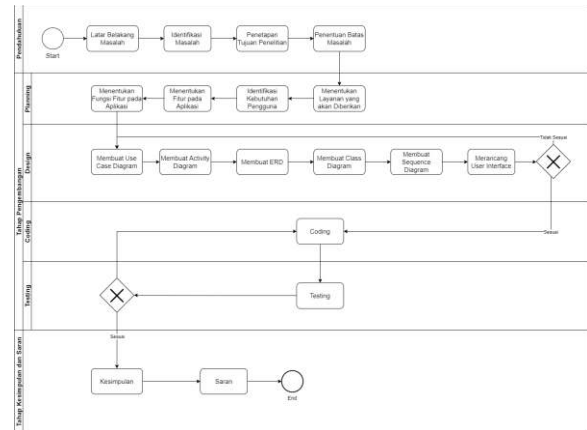 Pendahuluan
Start
Latar Belakang
Masalah
Identifikasi
Masalah
Penetapan
Tujuan Penelitian
Penentuan Batas
Masalah
Tahap Pengembangan
Planning
Menentukan
Fungsi Fitur pada
Aplikasi
Menentukan
Fitur pada
Aplikasi
Identifikasi
Kebutuhan
Pengguna
Menentukan
Layanan yang
akan Diberikan
Design
Tidak Sesuai
Membuat Use
Case Diagram
Membuat Activity
Diagram
Membuat ERD
Membuat Class
Diagram
Membuat
Sequence
Diagram
Merancang
User Interface
Sesuai
Coding
Coding
Testing
Testing
Sesuai
Tahap Kesimpulan dan Saran
Kesimpulan
Saran
End